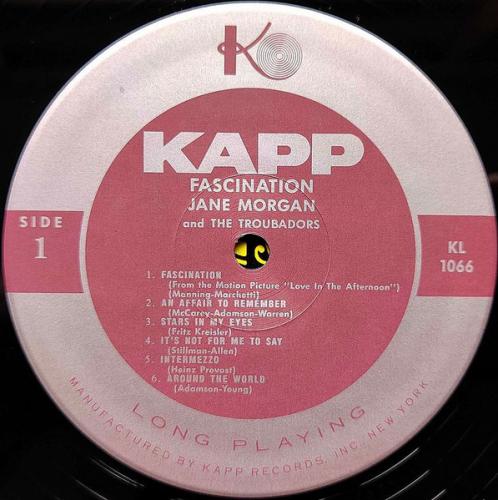 K
KAPP
FASCINATION
JANE MORGAN
and THE TROUBADORS
SIDE
1
KL
1066
1. FASCINATION
(From the Motion Picture "Love In The Afternoon")
(Manning-Marchetti)
2. AN AFFAIR TO REMEMBER
(McCarey-Adamson-Warren)
3. STARS IN MY EYES
(Fritz Kreisler)
4. IT'S NOT FOR ME TO SAY
(Stillman-Allen)
5. INTERMEZZO
(Heinz Provost)
6. AROUND THE WORLD
(Adamson-Young)
LONG PLAYING
MANUFACTURED BY KAPP RECORDS, INC., NEW YORK